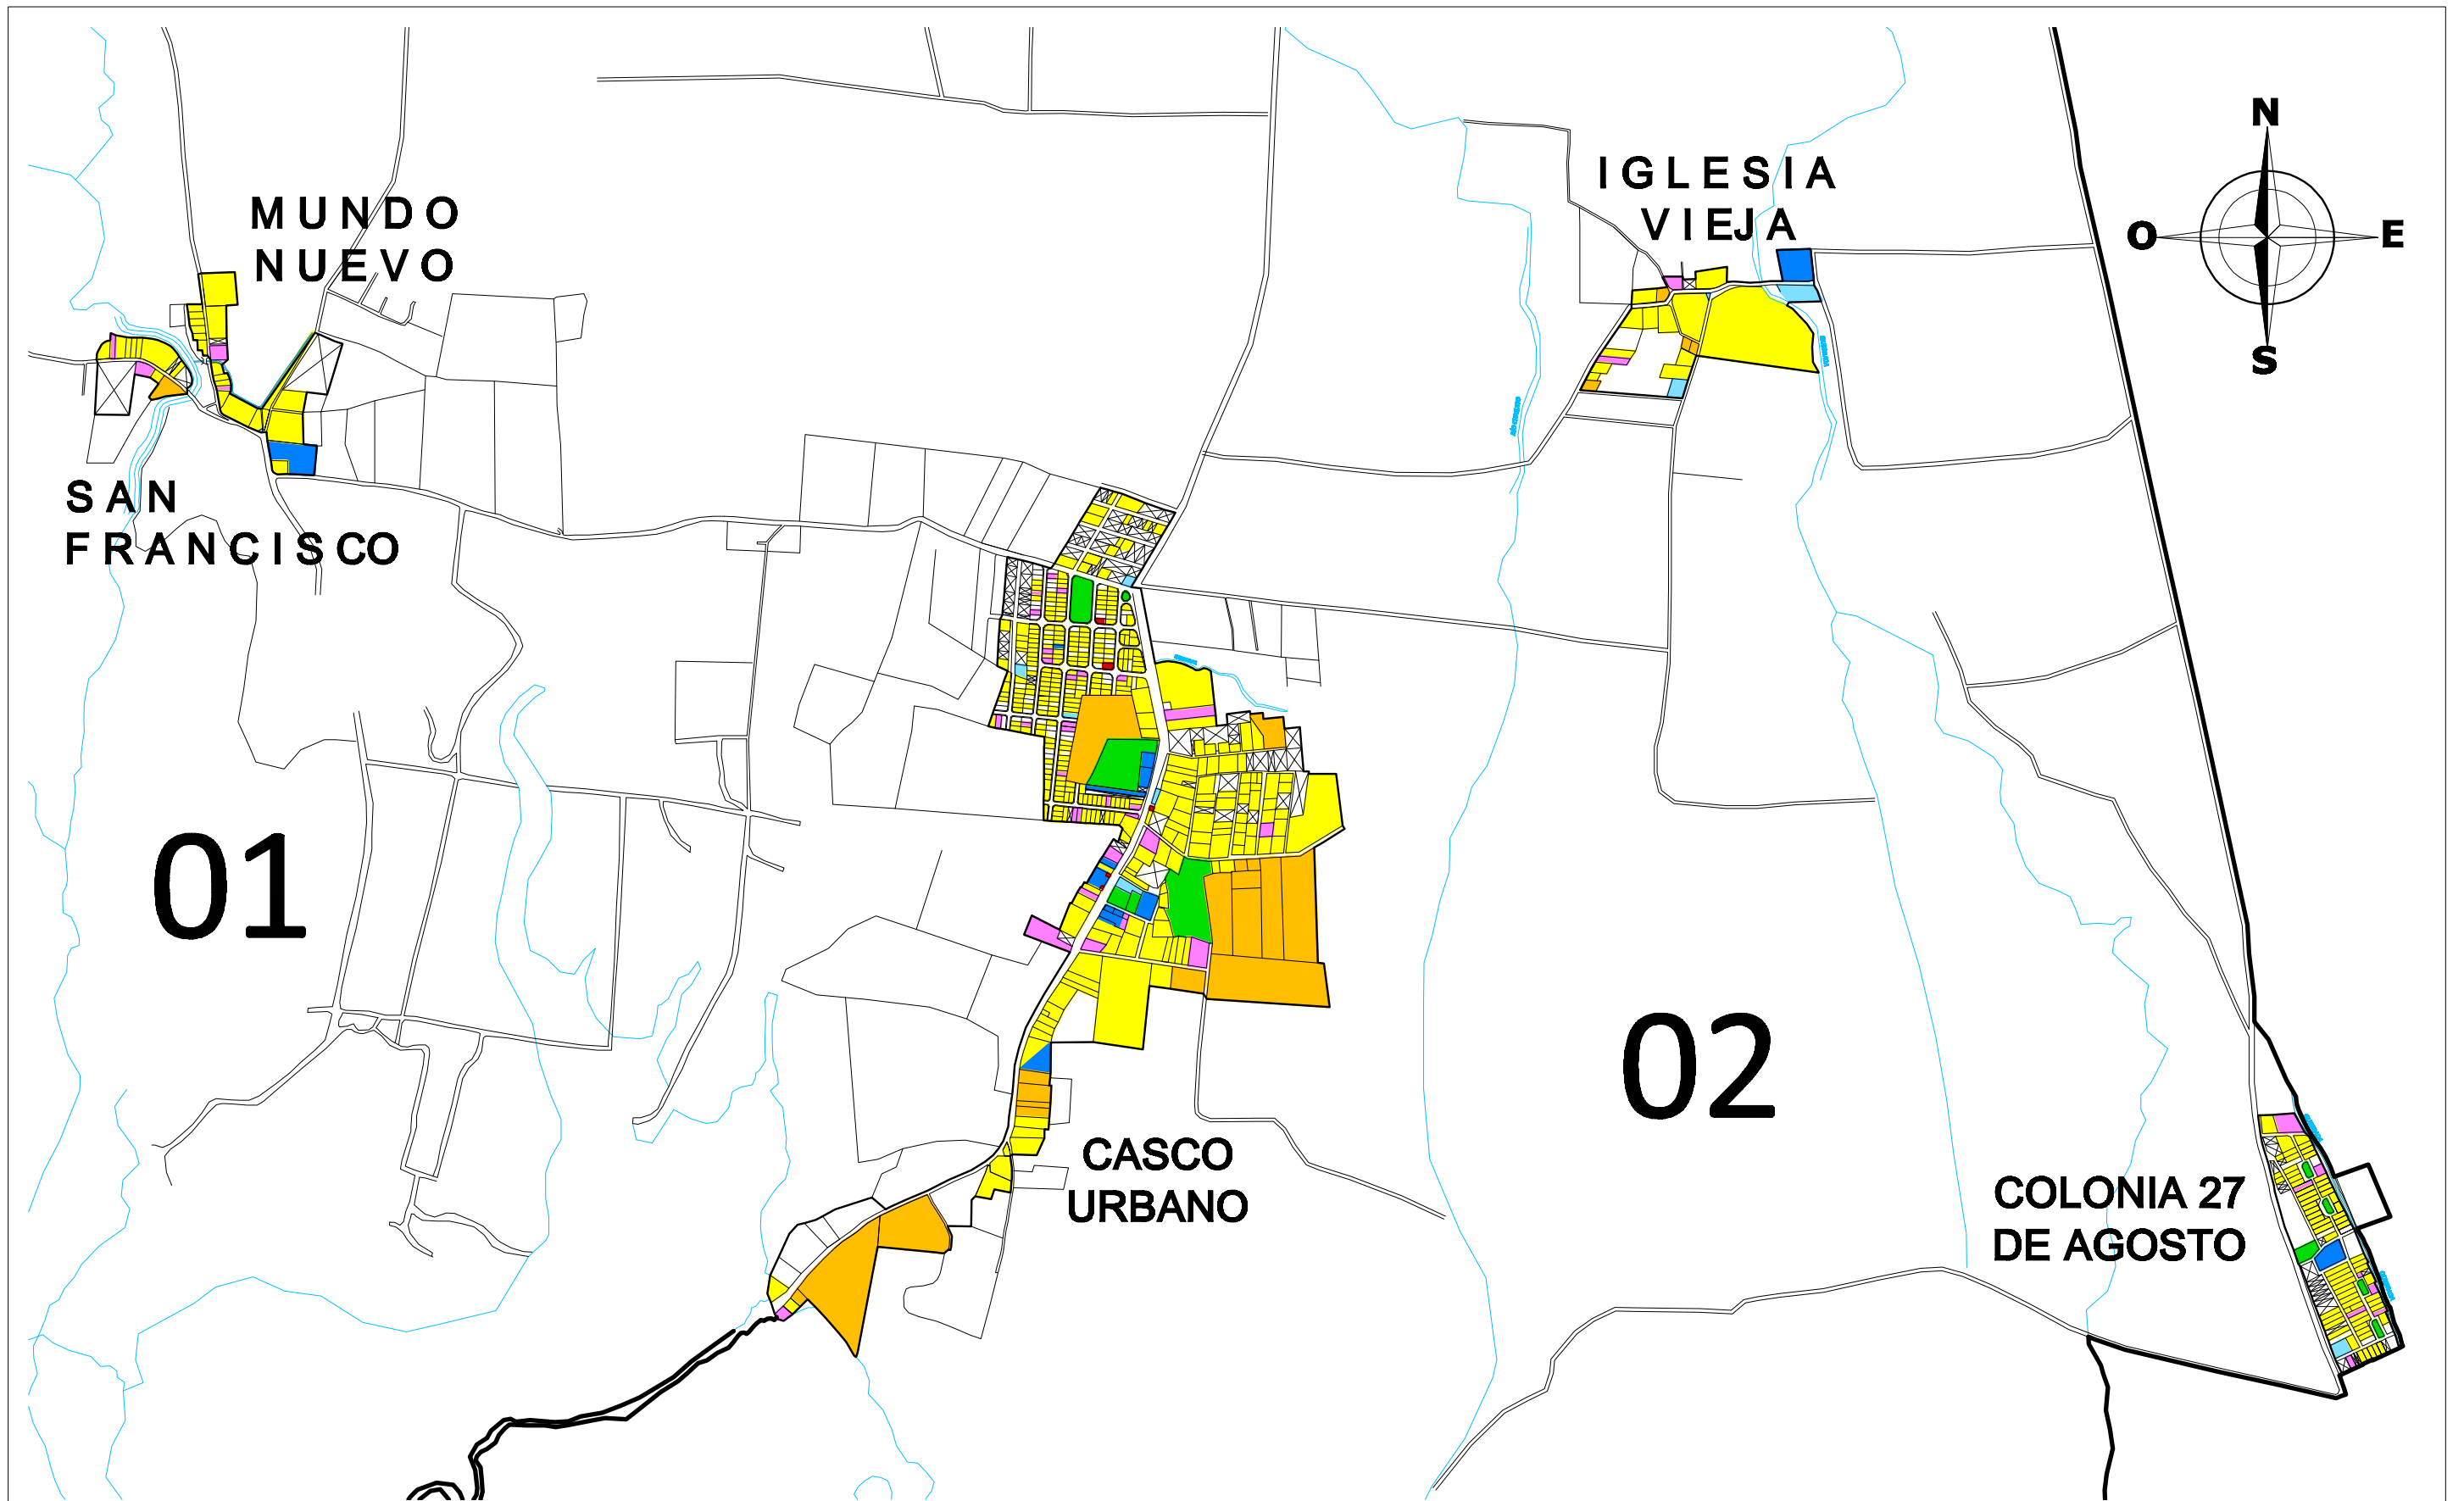 N
IGLESIA
VIEJA
MUNDO
NUEVO
O
E
S
SAN
FRANCISCO
01
02
CASCO
URBANO
COLONIA 27
DE AGOSTO